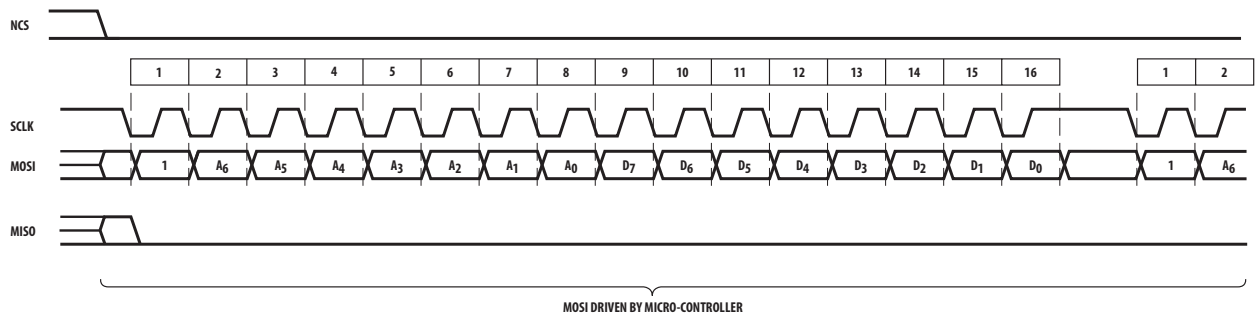 NCS
1 2 3 4 5 6 7 8 9 10 11 12 13 14 15 16 1 2
SCLK
MOSI 1 A6 A5 A4 A3 A2 A1 A0 D7 D6 D5 D4 D3 D2 D1 D0 1 A6
MISO
MOSI DRIVEN BY MICRO-CONTROLLER